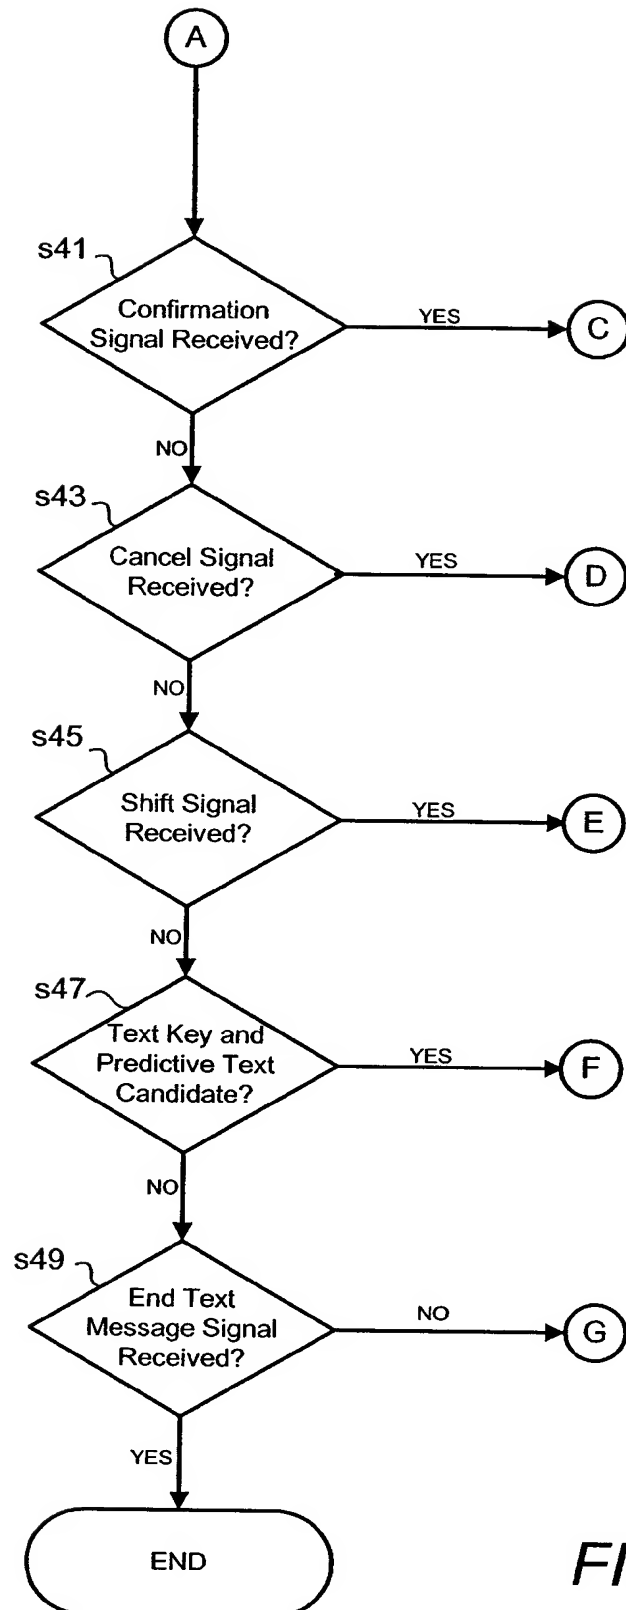 A
s41
Confirmation
Signal Received?
YES
C
NO
s43
Cancel Signal
Received?
YES
D
NO
s45
Shift Signal
Received?
YES
E
NO
s47
Text Key and
Predictive Text
Candidate?
YES
F
NO
s49
End Text
Message Signal
Received?
NO
G
YES
END